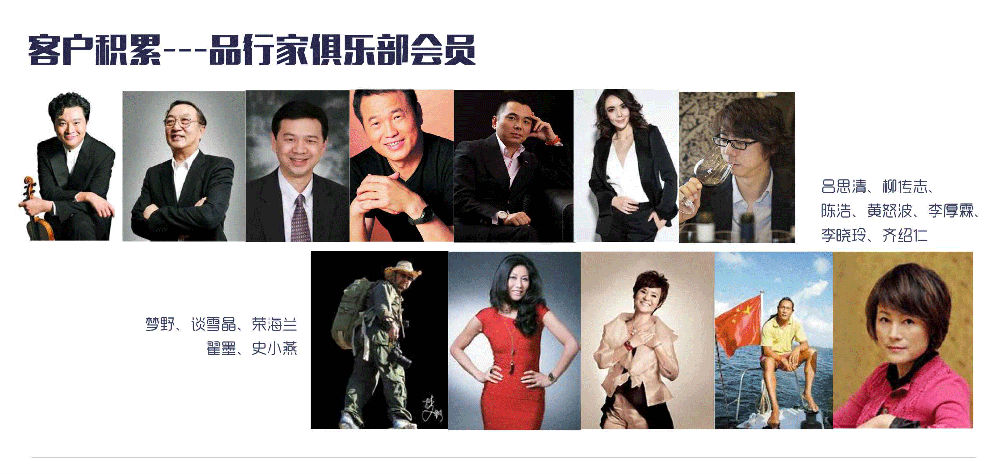 客户积累---品行家俱乐部会员
吕思清、柳传志、
陈浩、黄怒波、李厚霖、
李晓玲、齐绍仁
梦野、谈雪晶、荣海兰
翟墨、史小燕